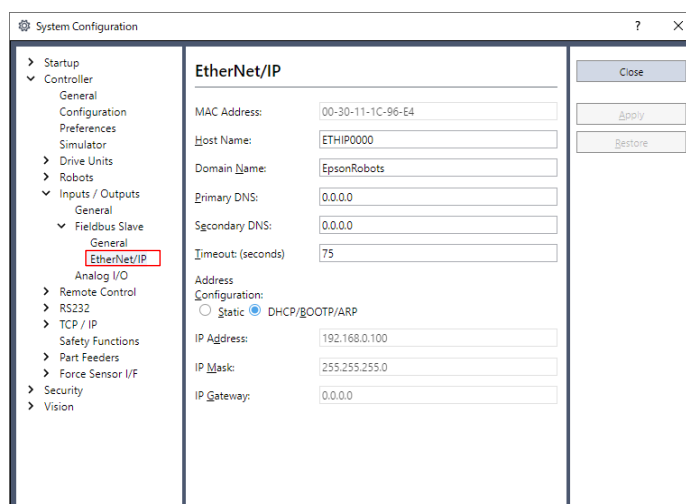 System Configuration
?
Startup
Controller
General
Configuration
Preferences
Simulator
Drive Units
Robots
Inputs / Outputs
General
Fieldbus Slave
General
EtherNet/IP
Analog I/O
Remote Control
RS232
TCP / IP
Safety Functions
Part Feeders
Force Sensor I/F
Security
Vision
EtherNet/IP
MAC Address: 00-30-11-1C-96-E4
Host Name: ETHIP0000
Domain Name: EpsonRobots
Primary DNS: 0.0.0.0
Secondary DNS: 0.0.0.0
Timeout: (seconds) 75
Address
Configuration:
Static DHCP/BOOTP/ARP
IP Address: 192.168.0.100
IP Mask: 255.255.255.0
IP Gateway: 0.0.0.0
Close
Apply
Restore